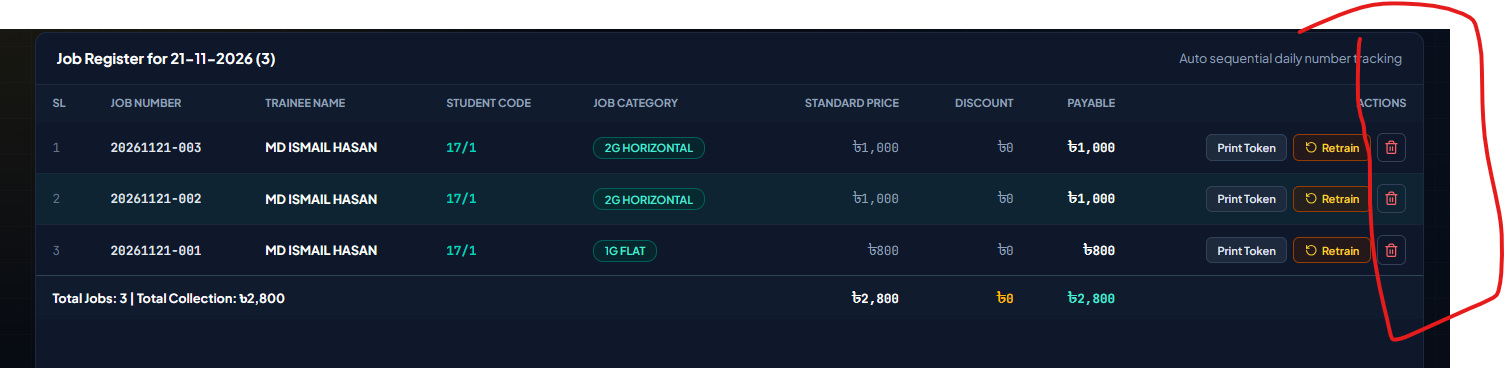 Job Register for 21-11-2026 (3)
Auto sequential daily number tracking
SL JOB NUMBER TRAINEE NAME STUDENT CODE JOB CATEGORY STANDARD PRICE DISCOUNT PAYABLE ACTIONS
1 20261121-003 MD ISMAIL HASAN 17/1 2G HORIZONTAL ৳1,000 ৳0 ৳1,000 Print Token Retrain
2 20261121-002 MD ISMAIL HASAN 17/1 2G HORIZONTAL ৳1,000 ৳0 ৳1,000 Print Token Retrain
3 20261121-001 MD ISMAIL HASAN 17/1 1G FLAT ৳800 ৳0 ৳800 Print Token Retrain
Total Jobs: 3 | Total Collection: ৳2,800 ৳2,800 ৳0 ৳2,800